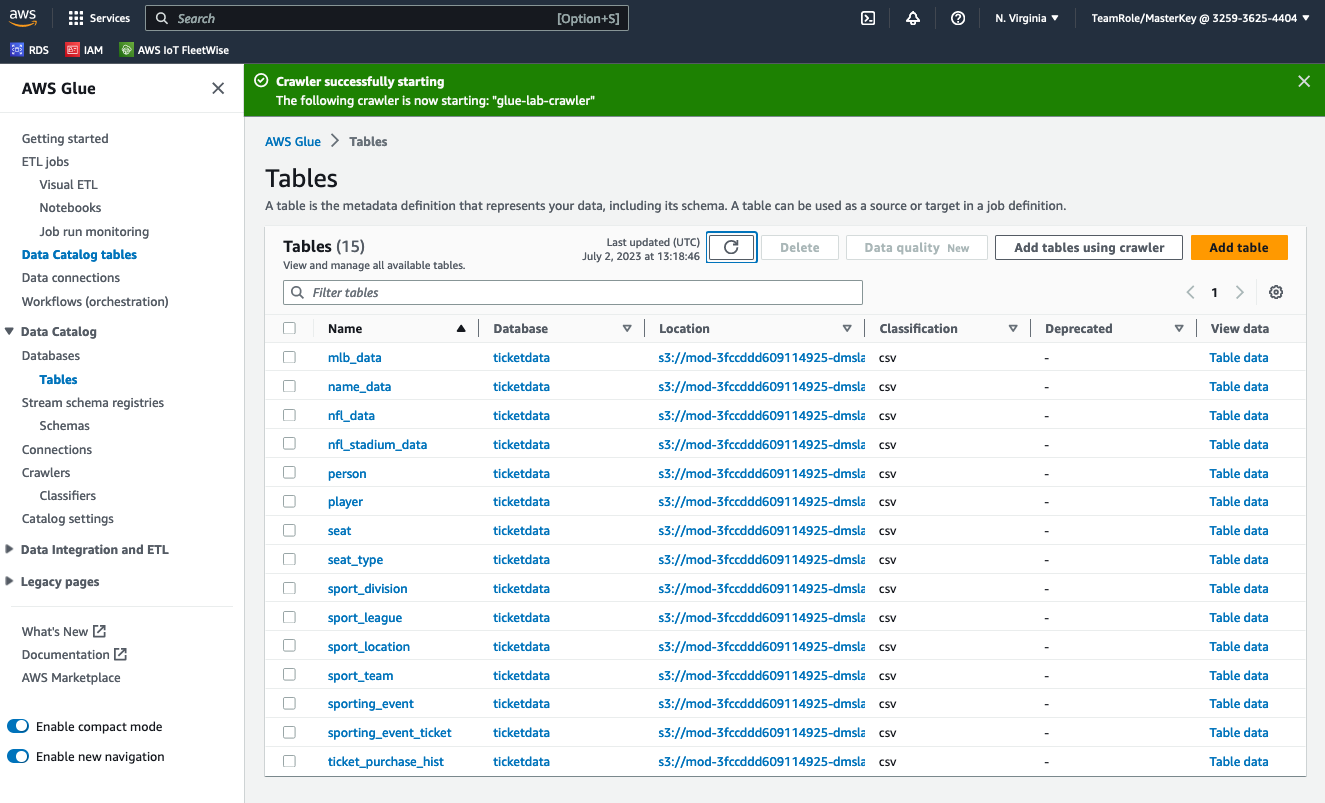 aws
Services
Search
[Option+S]
N. Virginia
TeamRole/MasterKey @ 3259-3625-4404
RDS
IAM
AWS IoT FleetWise
AWS Glue
Getting started
ETL jobs
Visual ETL
Notebooks
Job run monitoring
Data Catalog tables
Data connections
Workflows (orchestration)
Data Catalog
Databases
Tables
Stream schema registries
Schemas
Connections
Crawlers
Classifiers
Catalog settings
Data Integration and ETL
Legacy pages
What's New
Documentation
AWS Marketplace
Enable compact mode
Enable new navigation
Crawler successfully starting
The following crawler is now starting: "glue-lab-crawler"
AWS Glue > Tables
Tables
A table is the metadata definition that represents your data, including its schema. A table can be used as a source or target in a job definition.
Tables (15)
View and manage all available tables.
Last updated (UTC)
July 2, 2023 at 13:18:46
Delete
Data quality New
Add tables using crawler
Add table
Filter tables
1
Name Database Location Classification Deprecated View data
mlb_data ticketdata s3://mod-3fccddd609114925-dmsla csv - Table data
name_data ticketdata s3://mod-3fccddd609114925-dmsla csv - Table data
nfl_data ticketdata s3://mod-3fccddd609114925-dmsla csv - Table data
nfl_stadium_data ticketdata s3://mod-3fccddd609114925-dmsla csv - Table data
person ticketdata s3://mod-3fccddd609114925-dmsla csv - Table data
player ticketdata s3://mod-3fccddd609114925-dmsla csv - Table data
seat ticketdata s3://mod-3fccddd609114925-dmsla csv - Table data
seat_type ticketdata s3://mod-3fccddd609114925-dmsla csv - Table data
sport_division ticketdata s3://mod-3fccddd609114925-dmsla csv - Table data
sport_league ticketdata s3://mod-3fccddd609114925-dmsla csv - Table data
sport_location ticketdata s3://mod-3fccddd609114925-dmsla csv - Table data
sport_team ticketdata s3://mod-3fccddd609114925-dmsla csv - Table data
sporting_event ticketdata s3://mod-3fccddd609114925-dmsla csv - Table data
sporting_event_ticket ticketdata s3://mod-3fccddd609114925-dmsla csv - Table data
ticket_purchase_hist ticketdata s3://mod-3fccddd609114925-dmsla csv - Table data